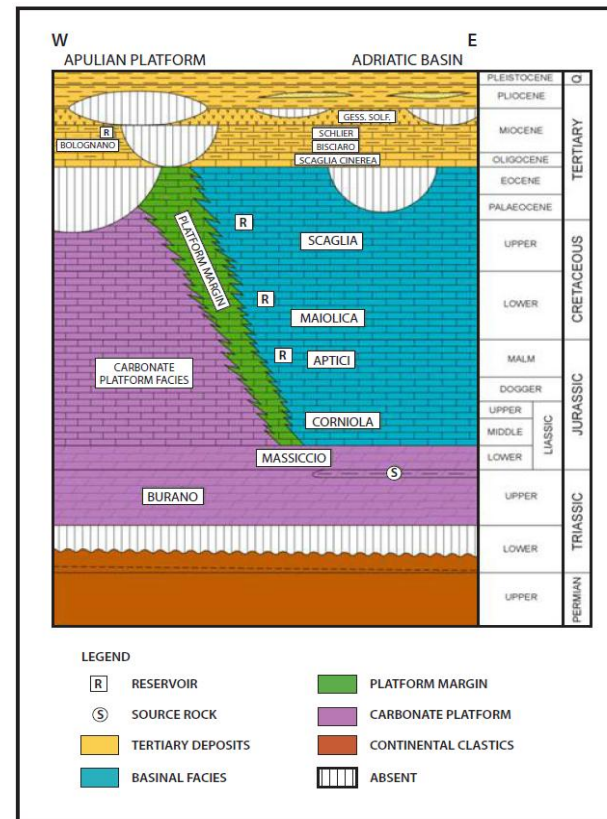 W E
APULIAN PLATFORM ADRIATIC BASIN
PLEISTOCENE Q
PLIOCENE
GESS. SOLF.
R
SCHLIER
MIOCENE
BOLOGNANO
BISCIARO
SCAGLIA CINEREA
OLIGOCENE
TERTIARY
EOCENE
PALAEOCENE
R
PLATFORM MARGIN
SCAGLIA
UPPER
CRETACEOUS
R
MAIOLICA
LOWER
R
APTICI
MALM
CARBONATE
PLATFORM FACIES
DOGGER
JURASSIC
CORNIOLA
UPPER
MIDDLE
LIASSIC
MASSICCIO
LOWER
S
BURANO
UPPER
TRIASSIC
LOWER
UPPER
PERMIAN
LEGEND
R RESERVOIR
S SOURCE ROCK
TERTIARY DEPOSITS
BASINAL FACIES
PLATFORM MARGIN
CARBONATE PLATFORM
CONTINENTAL CLASTICS
ABSENT